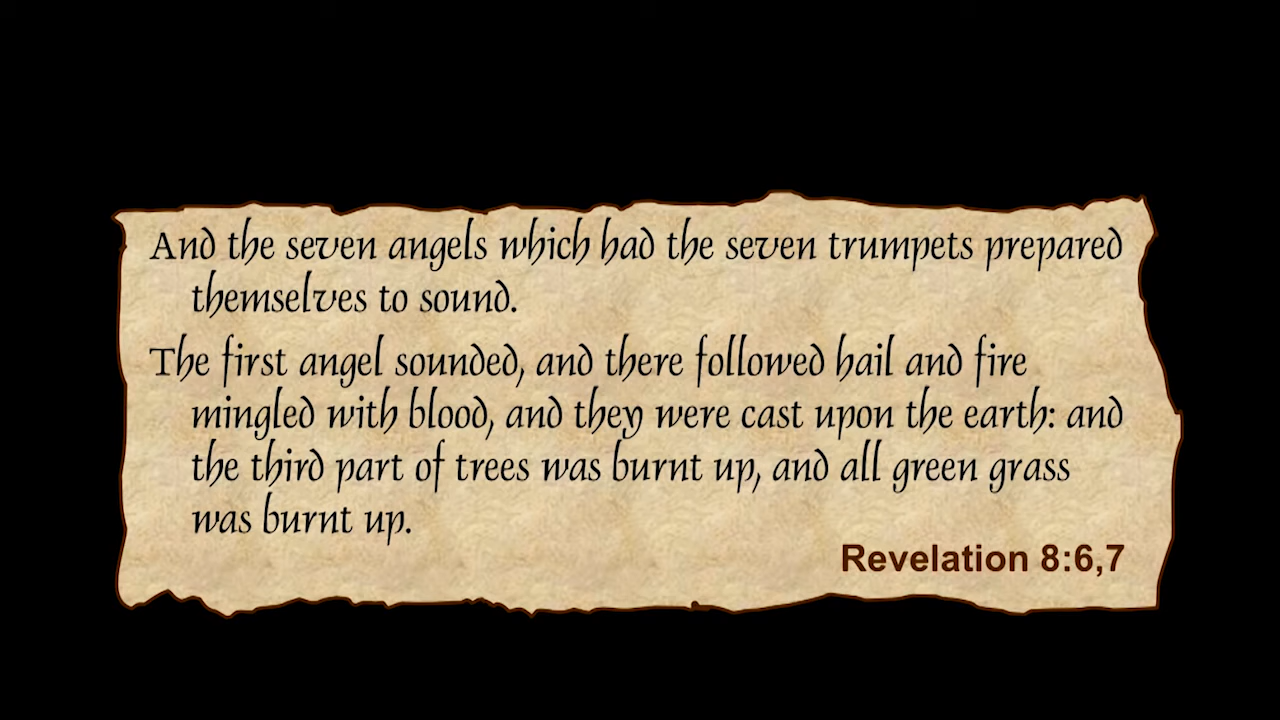 And the seven angels which had the seven trumpets prepared
themselves to sound.
The first angel sounded, and there followed hail and fire
mingled with blood, and they were cast upon the earth: and
the third part of trees was burnt up, and all green grass
was burnt up.
Revelation 8:6,7